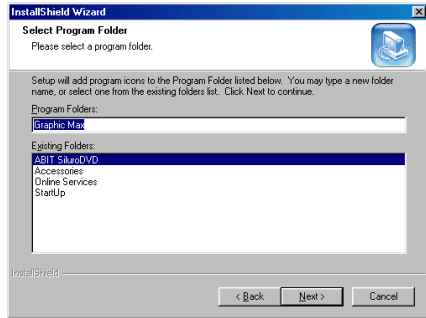 InstallShield Wizard
Select Program Folder
Please select a program folder.
Setup will add program icons to the Program Folder listed below. You may type a new folder
name, or select one from the existing folders list. Click Next to continue.
Program Folders:
Graphic Max
Existing Folders:
ABIT SiluroDVD
Accessories
Online Services
StartUp
InstallShield
< Back Next > Cancel